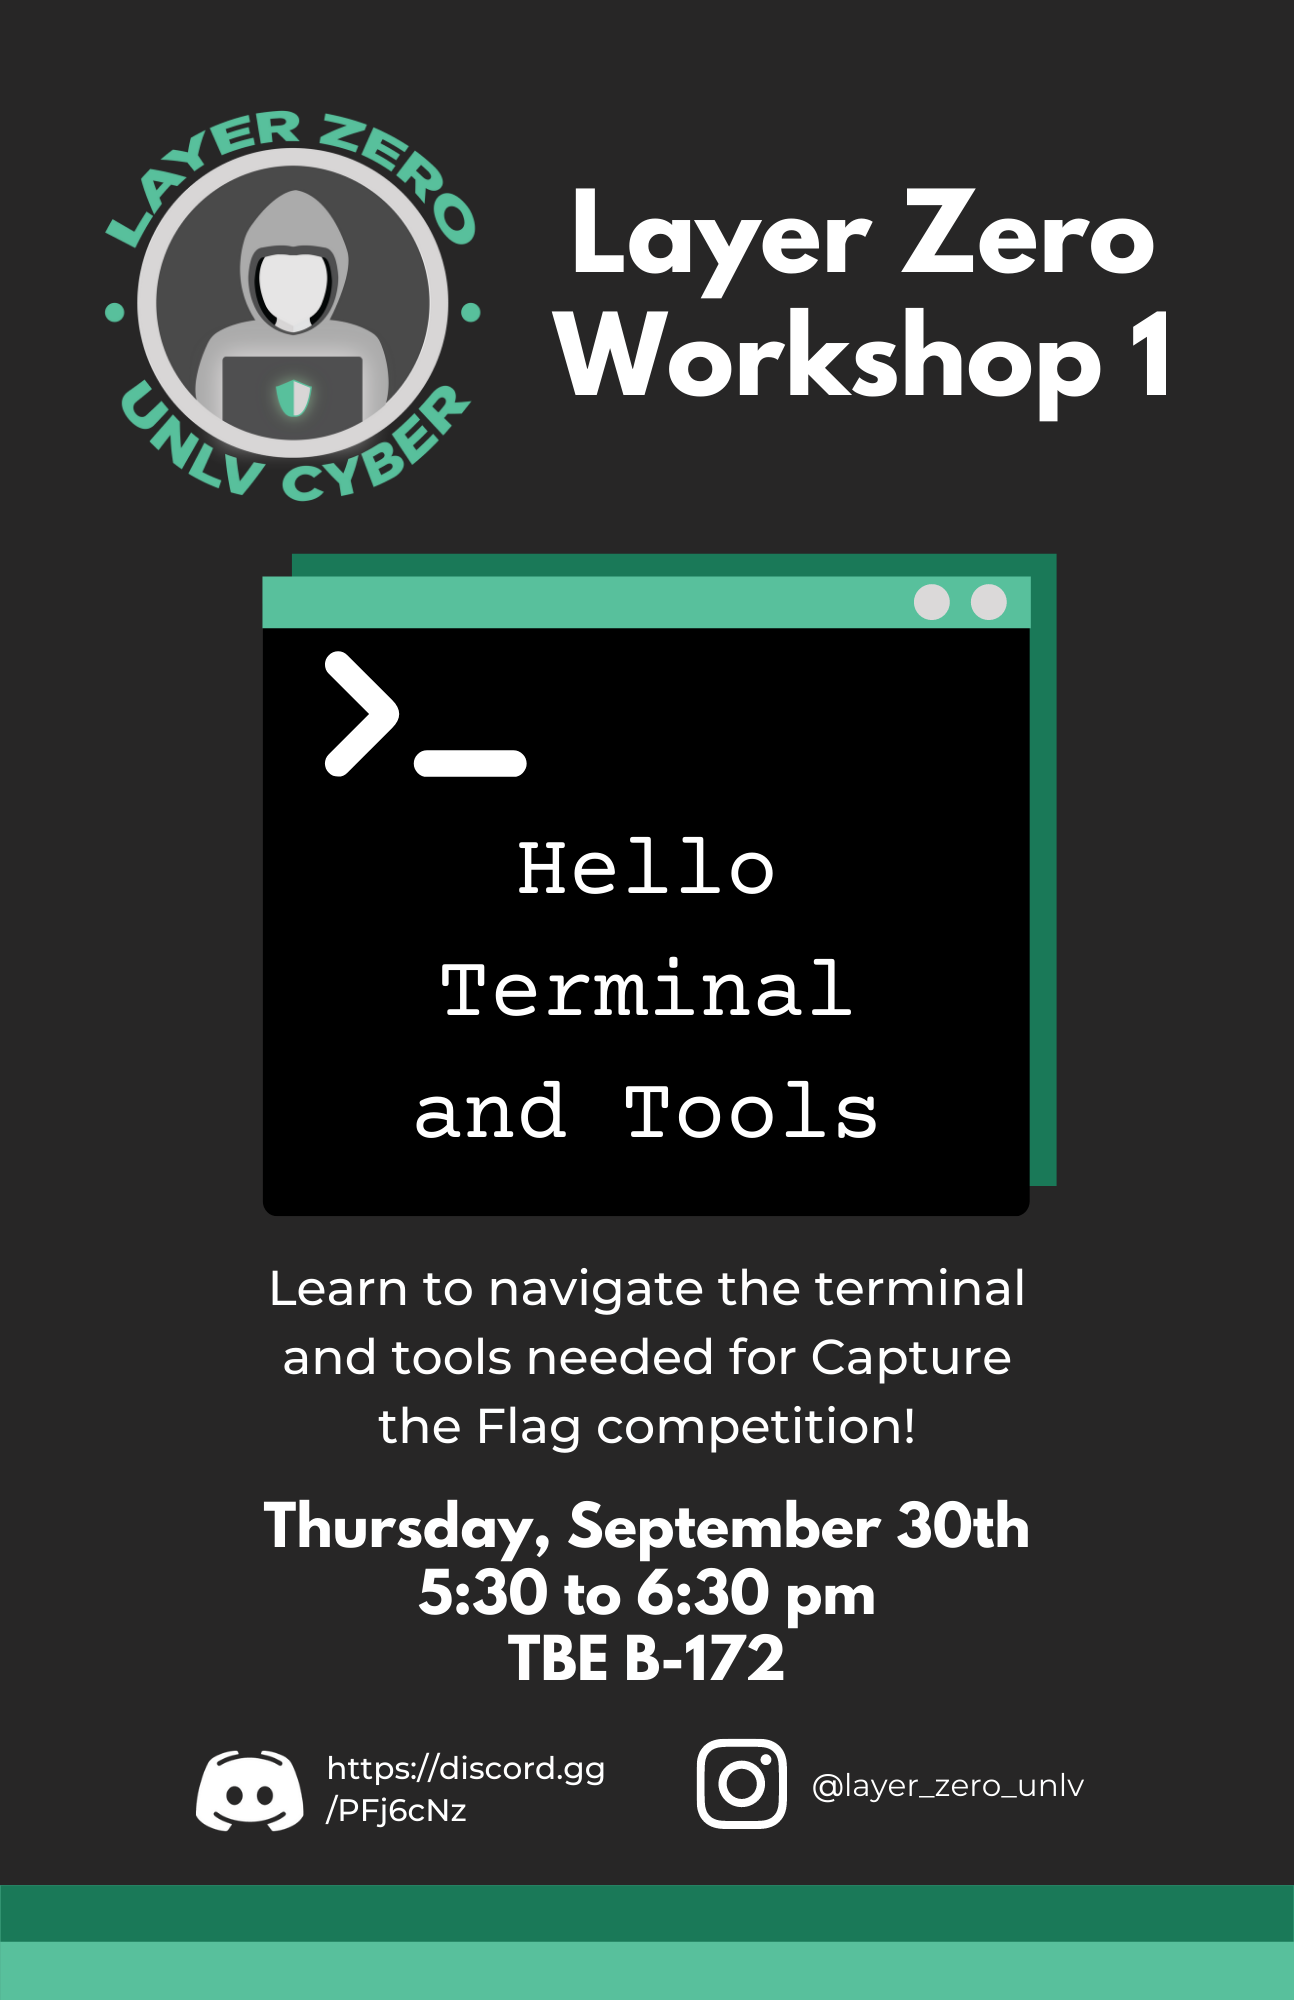 LAYER ZERO
UNLV CYBER
Layer Zero
Workshop 1
Hello
Terminal
and Tools
Learn to navigate the terminal
and tools needed for Capture
the Flag competition!
Thursday, September 30th
5:30 to 6:30 pm
TBE B-172
https://discord.gg
/PFj6cNz
@layer_zero_unlv